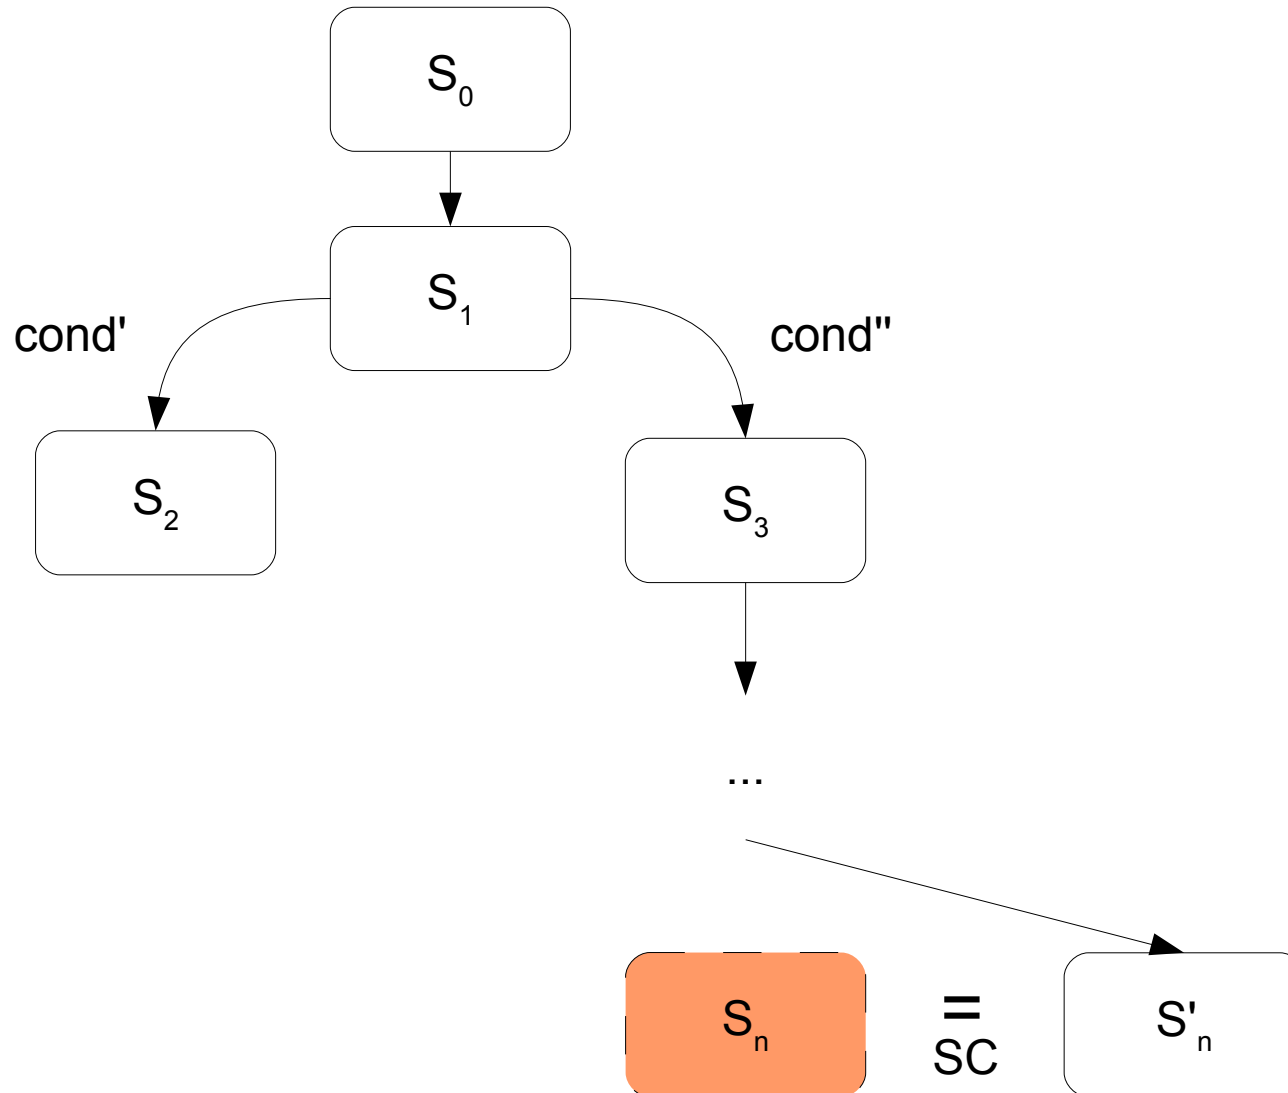 S₀
S₁
cond'
cond"
S₂
S₃
...
Sₙ
=
SC
S'ₙ